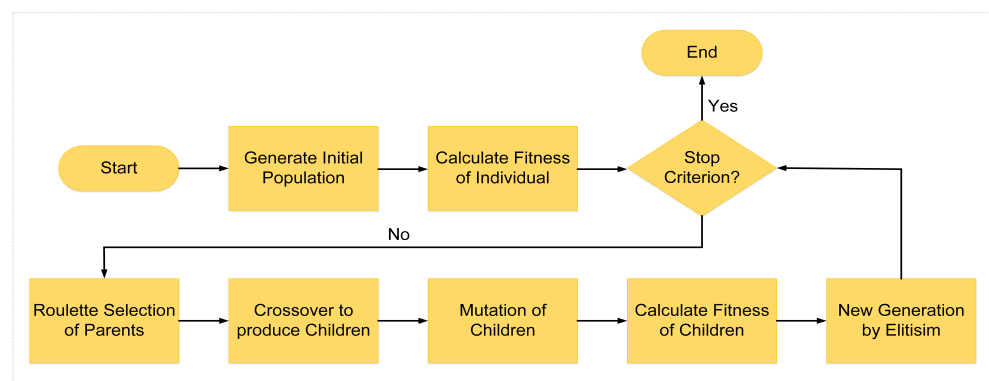 End
Yes
Start
Generate Initial
Population
Calculate Fitness
of Individual
Stop
Criterion?
No
Roulette Selection
of Parents
Crossover to
produce Children
Mutation of
Children
Calculate Fitness
of Children
New Generation
by Elitisim